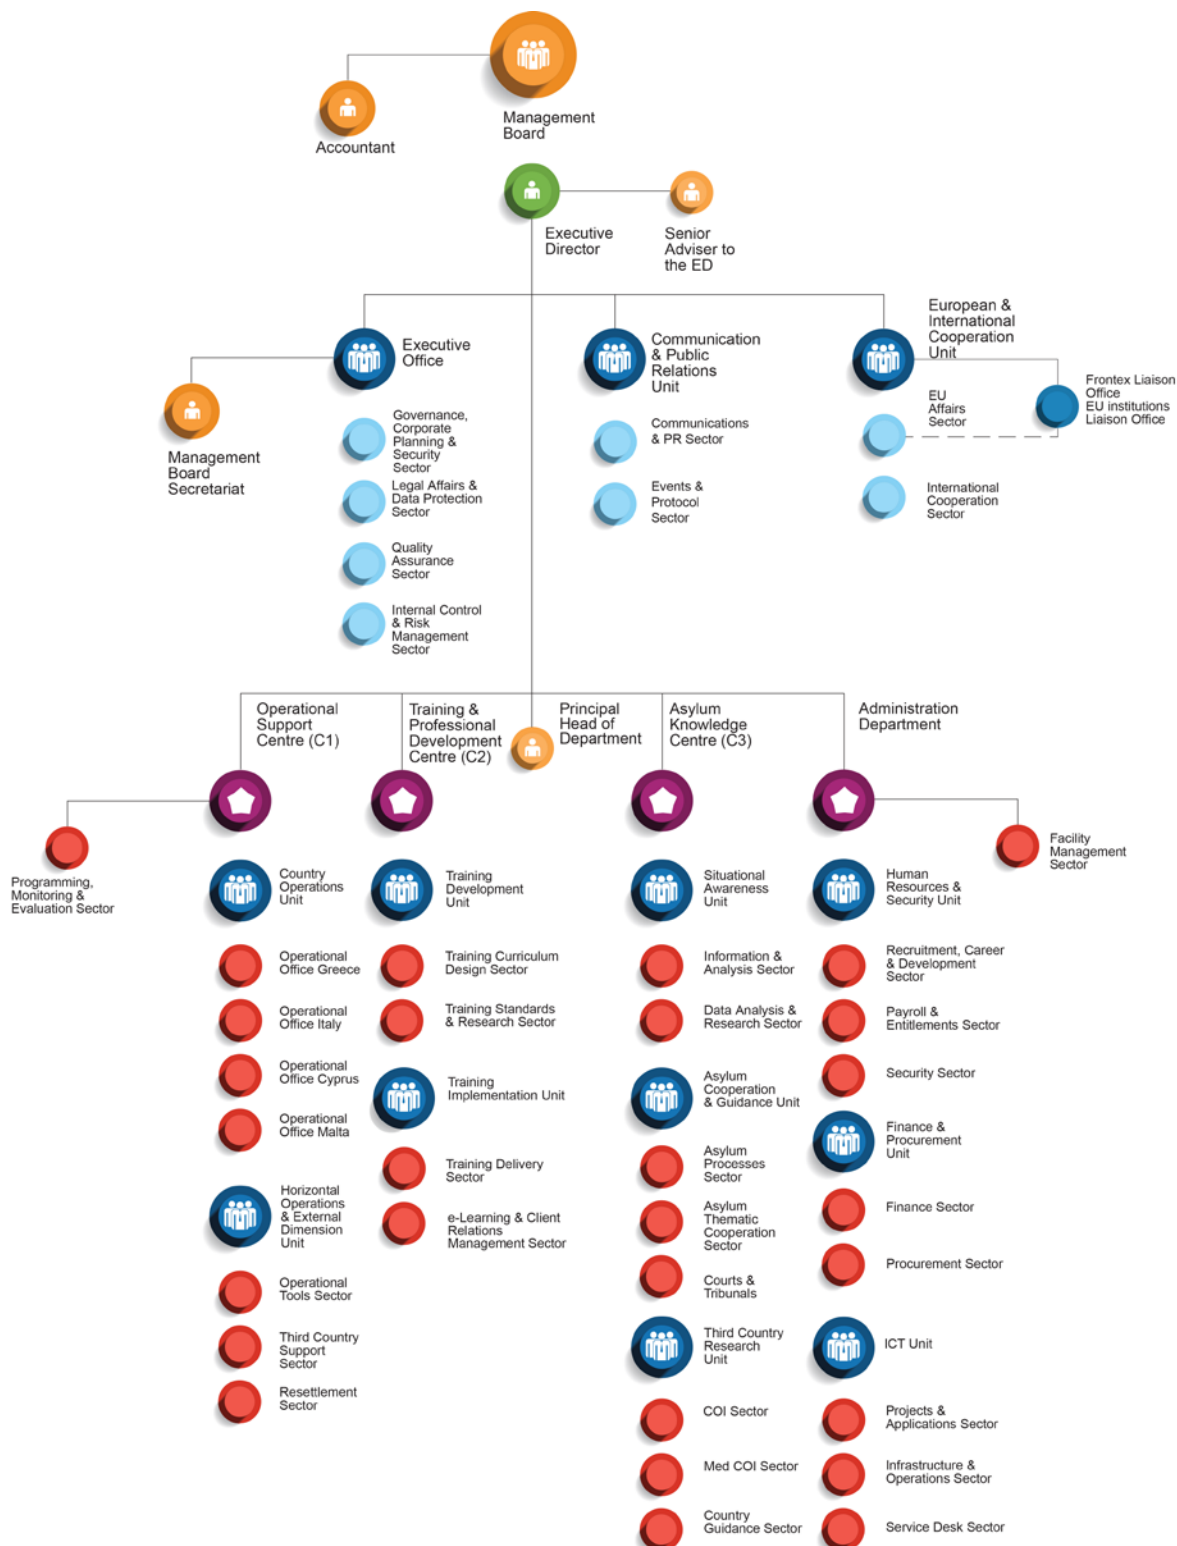 Management
Board
Accountant
Executive
Director
Senior
Adviser to
the ED
Executive
Office
Communication
& Public
Relations
Unit
European &
International
Cooperation
Unit
Management
Board
Secretariat
Governance,
Corporate
Planning &
Security
Sector
Legal Affairs &
Data Protection
Sector
Quality
Assurance
Sector
Internal Control
& Risk
Management
Sector
Communications
& PR Sector
Events &
Protocol
Sector
EU
Affairs
Sector
International
Cooperation
Sector
Frontex Liaison
Office
EU institutions
Liaison Office
Operational
Support
Centre (C1)
Training &
Professional
Development
Centre (C2)
Principal
Head of
Department
Asylum
Knowledge
Centre (C3)
Administration
Department
Programming,
Monitoring &
Evaluation Sector
Country
Operations
Unit
Operational
Office Greece
Operational
Office Italy
Operational
Office Cyprus
Operational
Office Malta
Horizontal
Operations
& External
Dimension
Unit
Operational
Tools Sector
Third Country
Support
Sector
Resettlement
Sector
Training
Development
Unit
Training Curriculum
Design Sector
Training Standards
& Research Sector
Training
Implementation Unit
Training Delivery
Sector
e-Learning & Client
Relations
Management Sector
Situational
Awareness
Unit
Information &
Analysis Sector
Data Analysis &
Research Sector
Asylum
Cooperation
& Guidance Unit
Asylum
Processes
Sector
Asylum
Thematic
Cooperation
Sector
Courts &
Tribunals
Third Country
Research
Unit
COI Sector
Med COI Sector
Country
Guidance Sector
Facility
Management
Sector
Human
Resources &
Security Unit
Recruitment, Career
& Development
Sector
Payroll &
Entitlements Sector
Security Sector
Finance &
Procurement
Unit
Finance Sector
Procurement Sector
ICT Unit
Projects &
Applications Sector
Infrastructure &
Operations Sector
Service Desk Sector